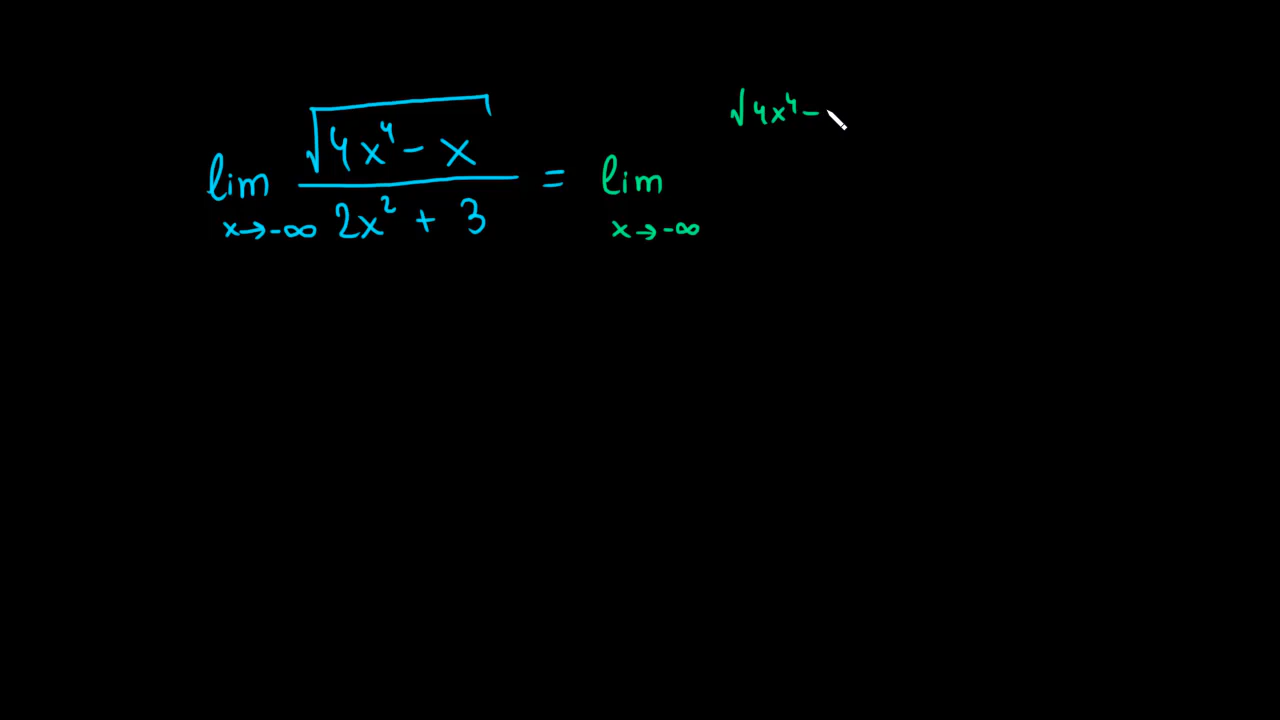 lim x→-∞ √(4x⁴ - x) / (2x² + 3) = lim x→-∞ √4x⁴ -